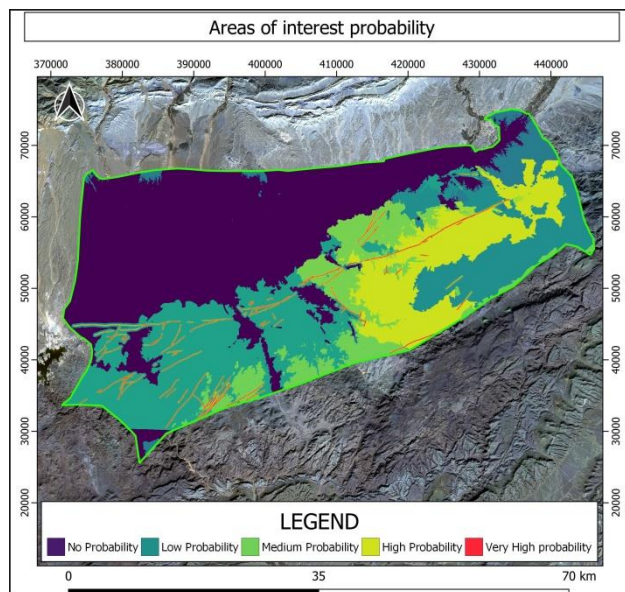 Areas of interest probability
370000 380000 390000 400000 410000 420000 430000 440000
70000 70000
60000 60000
50000 50000
40000 40000
30000 30000
20000 20000
LEGEND
No Probability Low Probability Medium Probability High Probability Very High probability
0 35 70 km